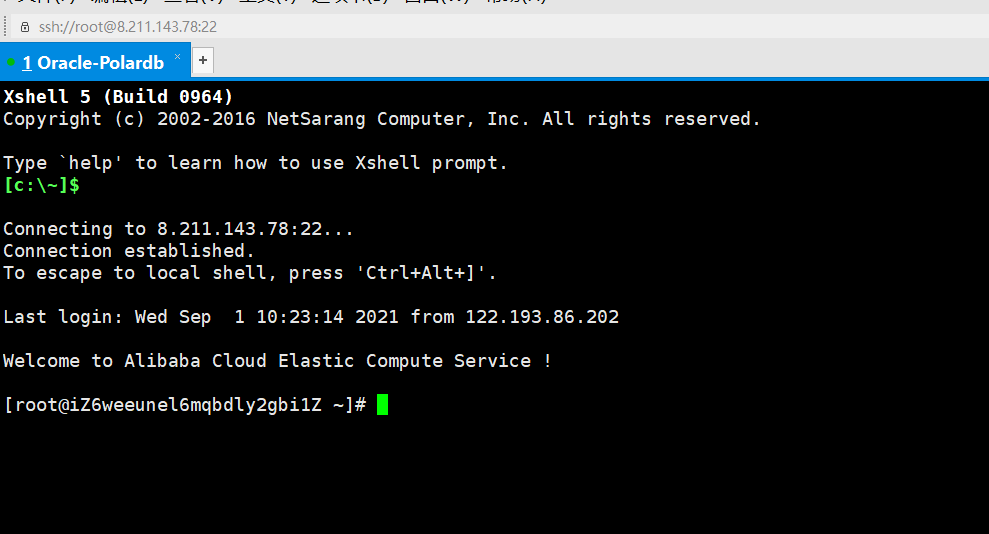 ssh://root@8.211.143.78:22
1 Oracle-Polardb × +
Xshell 5 (Build 0964)
Copyright (c) 2002-2016 NetSarang Computer, Inc. All rights reserved.
Type `help' to learn how to use Xshell prompt.
[c:\~]$
Connecting to 8.211.143.78:22...
Connection established.
To escape to local shell, press 'Ctrl+Alt+]'.
Last login: Wed Sep  1 10:23:14 2021 from 122.193.86.202
Welcome to Alibaba Cloud Elastic Compute Service !
[root@iZ6weeunel6mqbdly2gbi1Z ~]#